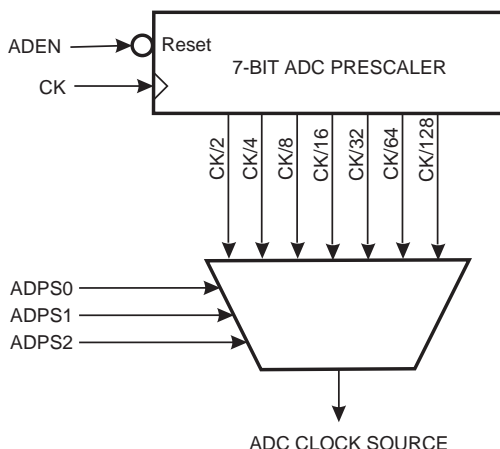 ADEN
Reset
7-BIT ADC PRESCALER
CK
CK/2
CK/4
CK/8
CK/16
CK/32
CK/64
CK/128
ADPS0
ADPS1
ADPS2
ADC CLOCK SOURCE